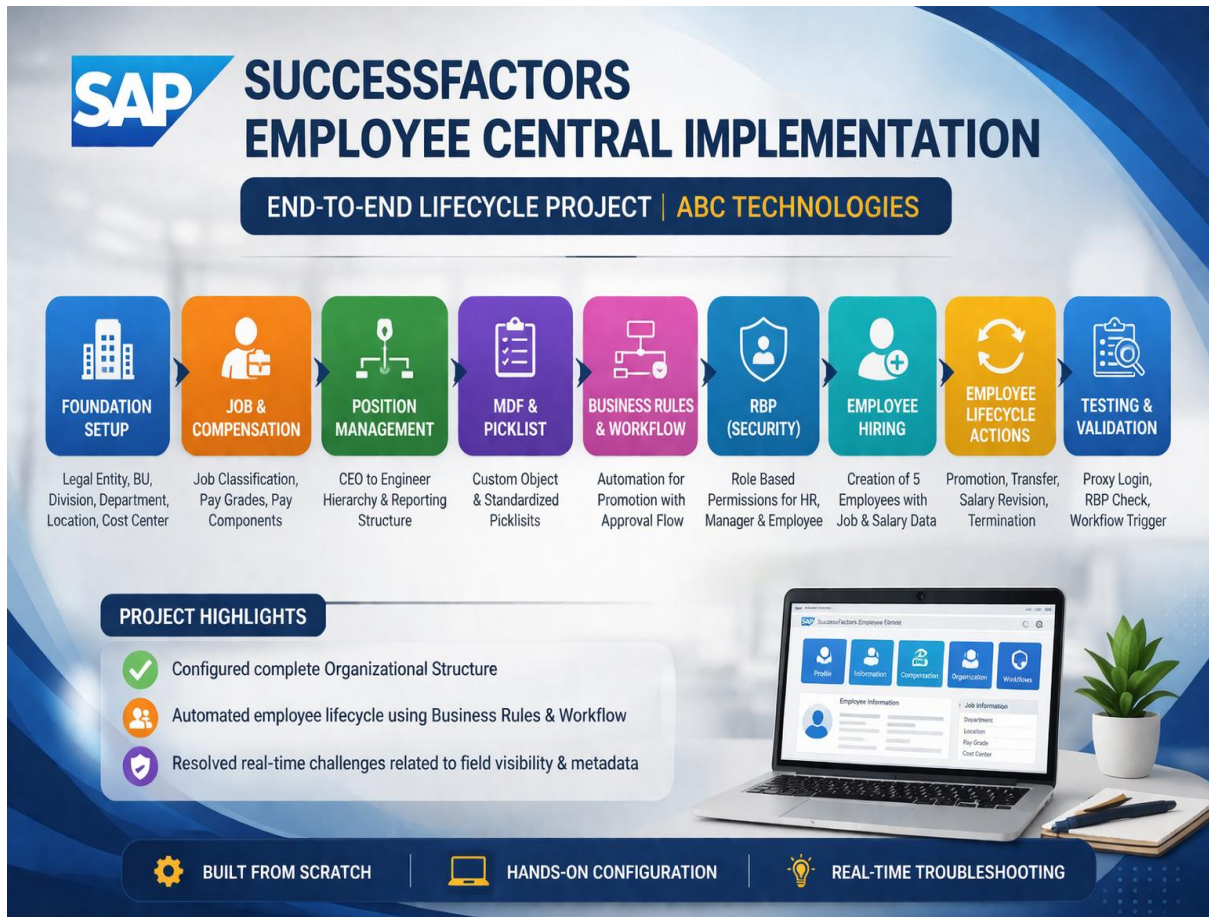 SAP
SUCCESSFACTORS
EMPLOYEE CENTRAL IMPLEMENTATION
END-TO-END LIFECYCLE PROJECT | ABC TECHNOLOGIES
FOUNDATION
SETUP
Legal Entity, BU,
Division, Department,
Location, Cost Center
JOB &
COMPENSATION
Job Classification,
Pay Grades, Pay
Components
POSITION
MANAGEMENT
CEO to Engineer
Hierarchy & Reporting
Structure
MDF &
PICKLIST
Custom Object
& Standardized
Picklisits
BUSINESS RULES
& WORKFLOW
Automation for
Promotion with
Approval Flow
RBP
(SECURITY)
Role Based
Permissions for HR,
Manager & Employee
EMPLOYEE
HIRING
Creation of 5
Employees with
Job & Salary Data
EMPLOYEE
LIFECYCLE
ACTIONS
Promotion, Transfer,
Salary Revision,
Termination
TESTING &
VALIDATION
Proxy Login,
RBP Check,
Workflow Trigger
PROJECT HIGHLIGHTS
Configured complete Organizational Structure
Automated employee lifecycle using Business Rules & Workflow
Resolved real-time challenges related to field visibility & metadata
SAP
Profile
Information
Organization
Workflows
Employee Information
Job Information
Department
Location
Pay Grade
Cost Center
BUILT FROM SCRATCH
HANDS-ON CONFIGURATION
REAL-TIME TROUBLESHOOTING